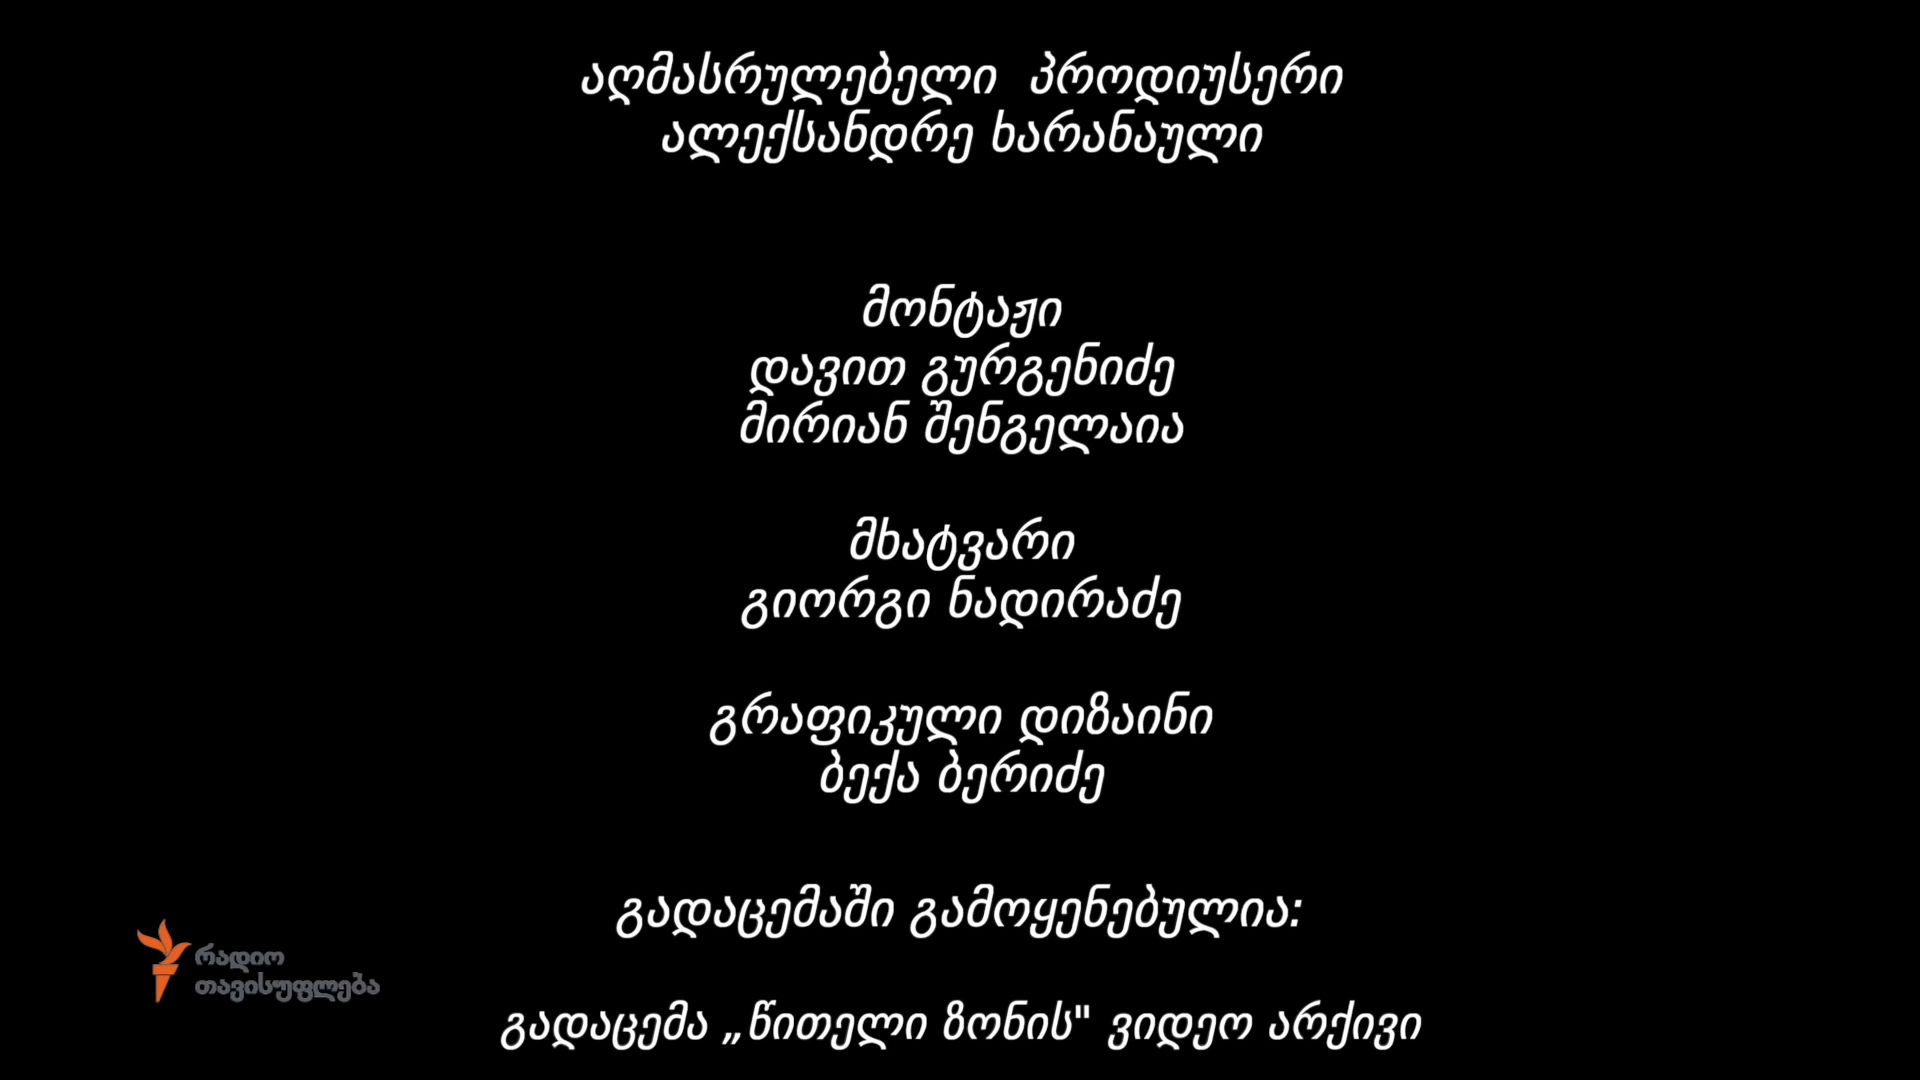 აღმასრულებელი პროდიუსერი
ალექსანდრე ხარანაული
მონტაჟი
დავით გურგენიძე
მირიან შენგელაია
მხატვარი
გიორგი ნადირაძე
გრაფიკული დიზაინი
ბექა ბერიძე
გადაცემაში გამოყენებულია:
რადიო
თავისუფლება
გადაცემა „წითელი ზონის" ვიდეო არქივი